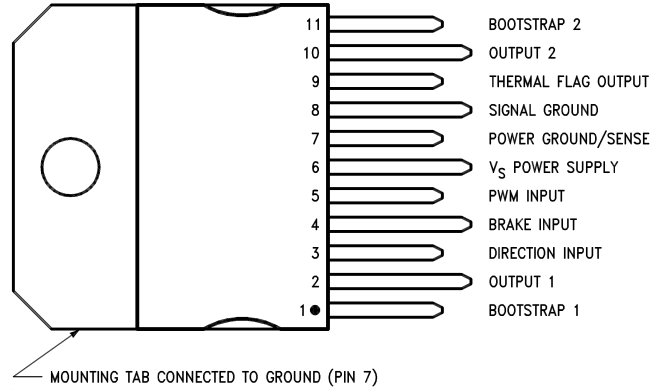 11 BOOTSTRAP 2
10 OUTPUT 2
9 THERMAL FLAG OUTPUT
8 SIGNAL GROUND
7 POWER GROUND/SENSE
6 VS POWER SUPPLY
5 PWM INPUT
4 BRAKE INPUT
3 DIRECTION INPUT
2 OUTPUT 1
1 BOOTSTRAP 1
MOUNTING TAB CONNECTED TO GROUND (PIN 7)